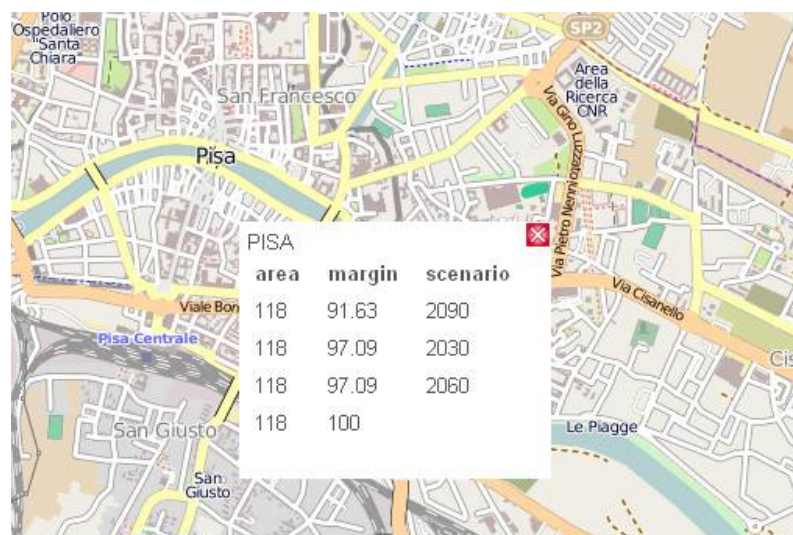 Polo
Ospedaliero
"Santa
Chiara"
SP2
San Francesco
Area
della
Ricerca
CNR
Via Gino Luzzatto
Pisa
Via Pietro Nenni
PISA
area margin scenario
118 91.63 2090
118 97.09 2030
118 97.09 2060
118 100
Viale Bon
Via Cisanello
Pisa Centrale
Cis
San Giusto
Le Piagge
San
Giusto